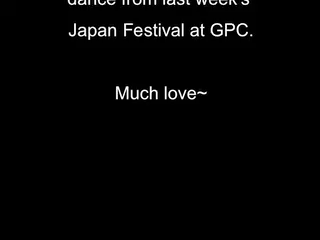 dance from last week's
Japan Festival at GPC.
Much love~